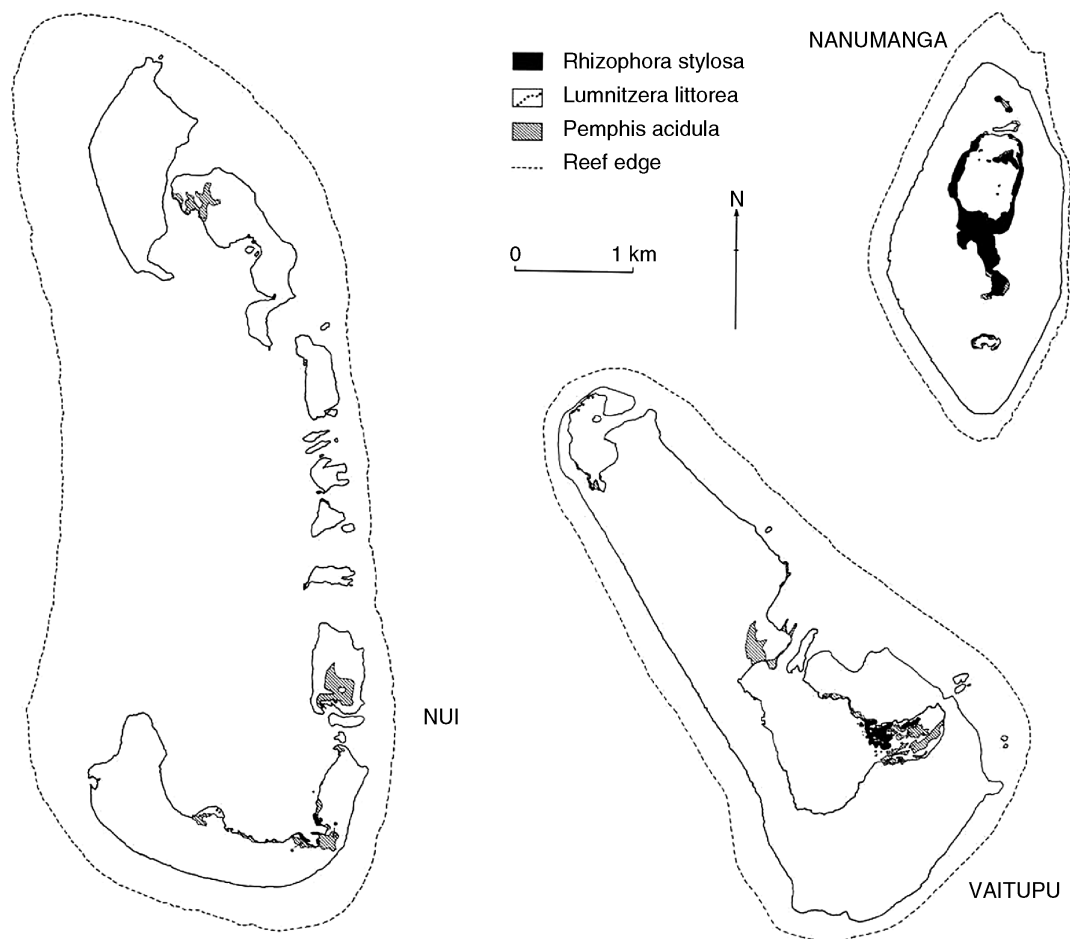 NANUMANGA
Rhizophora stylosa
Lumnitzera littorea
Pemphis acidula
Reef edge
N
0 1 km
NUI
VAITUPU